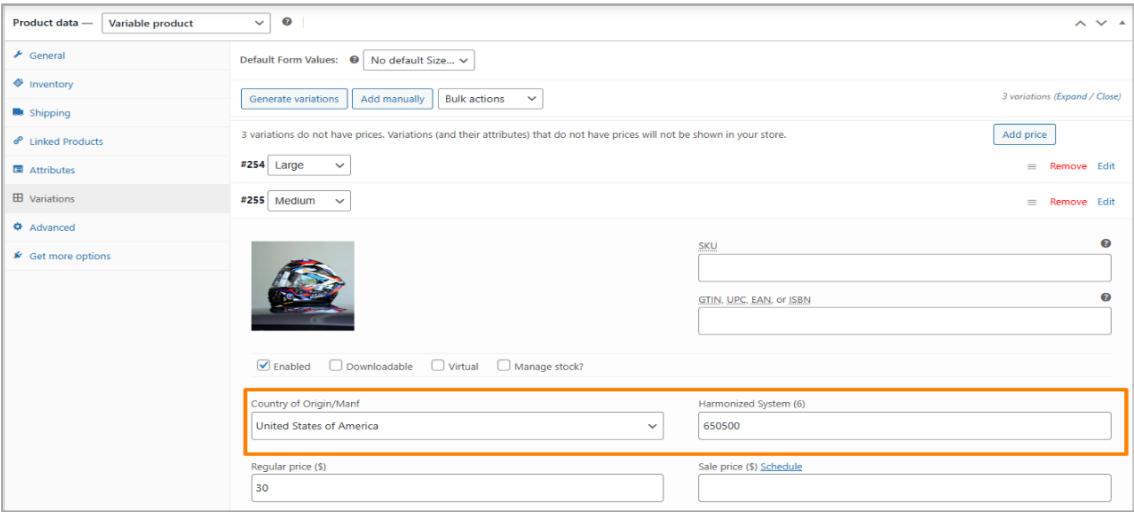 Product data — Variable product
General
Inventory
Shipping
Linked Products
Attributes
Variations
Advanced
Get more options
Default Form Values: No default Size...
Generate variations Add manually Bulk actions 3 variations (Expand / Close)
3 variations do not have prices. Variations (and their attributes) that do not have prices will not be shown in your store. Add price
#254 Large Remove Edit
#255 Medium Remove Edit
SKU
GTIN, UPC, EAN, or ISBN
Enabled Downloadable Virtual Manage stock?
Country of Origin/Manf Harmonized System (6)
United States of America 650500
Regular price ($) Sale price ($) Schedule
30